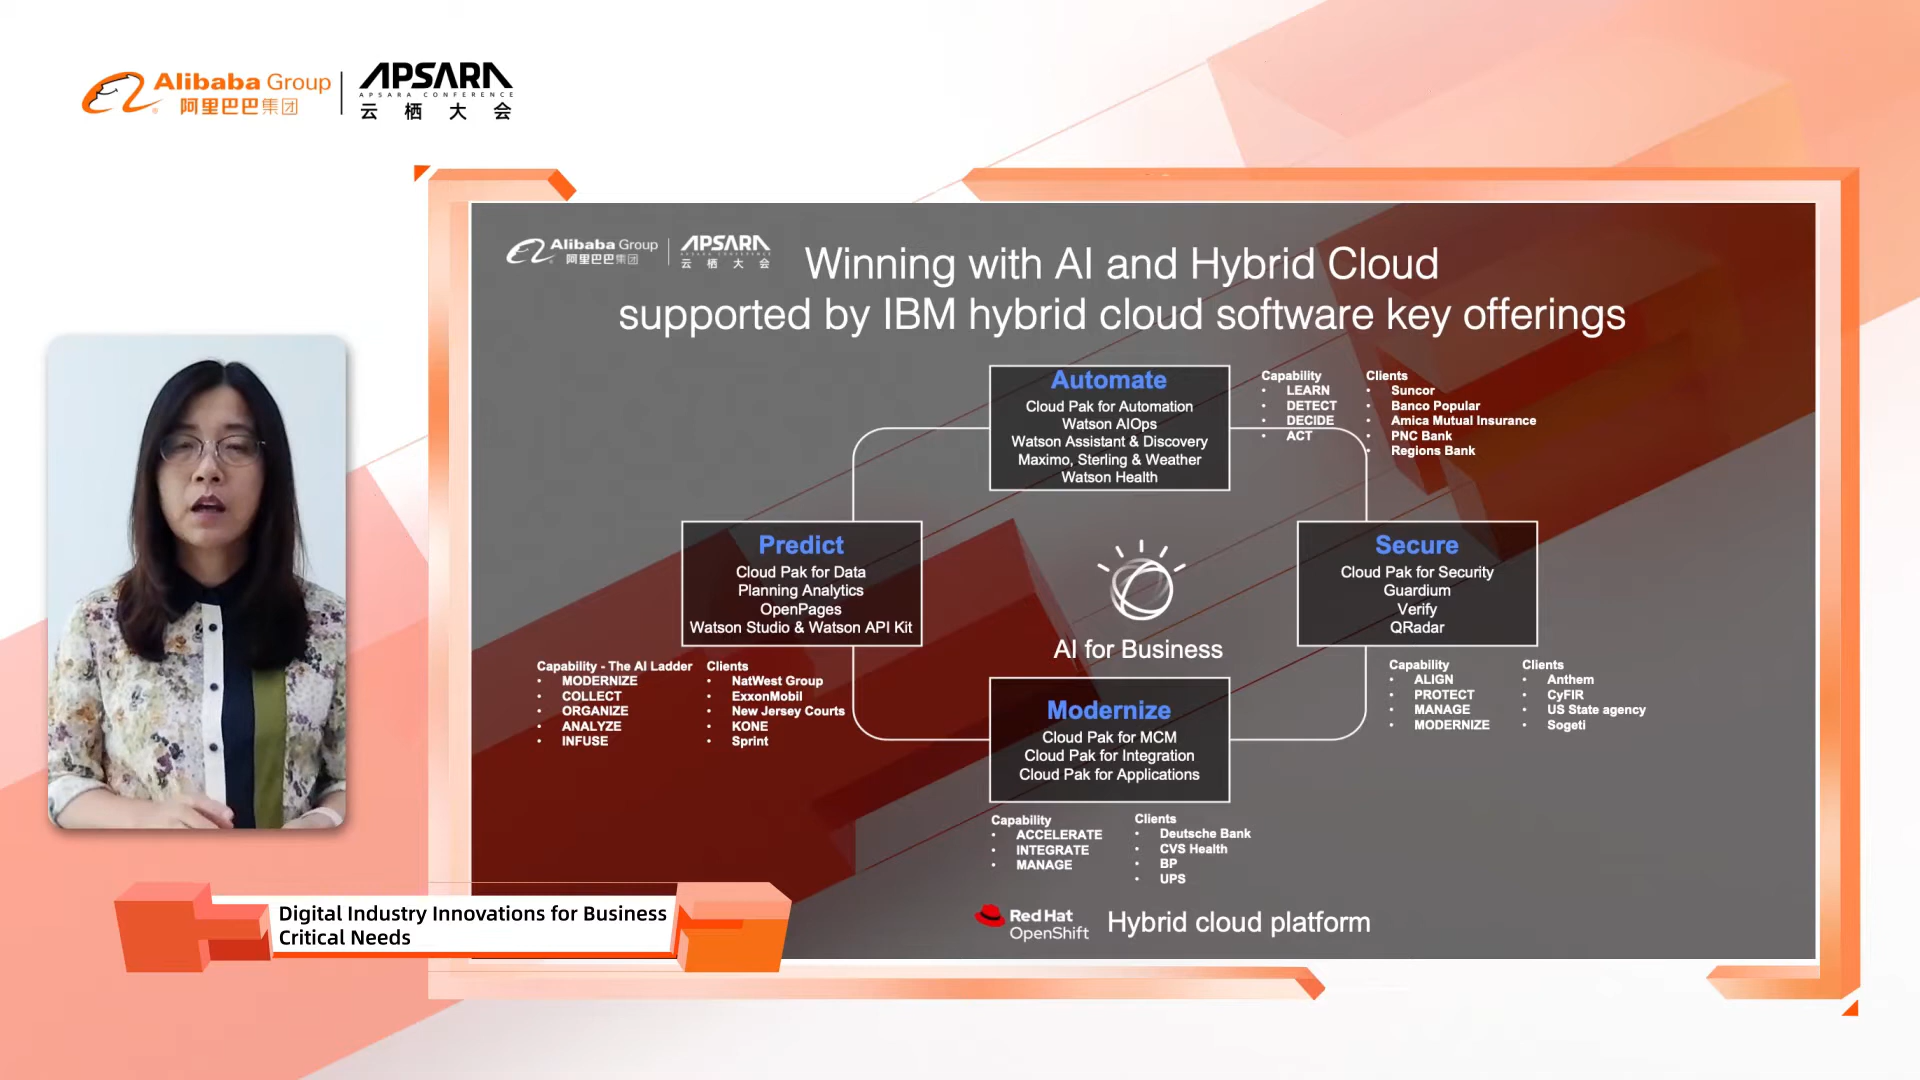 Alibaba Group
阿里巴巴集团
APSARA
APSARA CONFERENCE
云栖大会
Alibaba Group
阿里巴巴集团
APSARA
APSARA CONFERENCE
云栖大会
Winning with AI and Hybrid Cloud
supported by IBM hybrid cloud software key offerings
Automate
Cloud Pak for Automation
Watson AIOps
Watson Assistant & Discovery
Maximo, Sterling & Weather
Watson Health
Capability
• LEARN
• DETECT
• DECIDE
• ACT
Clients
• Suncor
• Banco Popular
• Amica Mutual Insurance
• PNC Bank
• Regions Bank
Predict
Cloud Pak for Data
Planning Analytics
OpenPages
Watson Studio & Watson API Kit
Capability - The AI Ladder
• MODERNIZE
• COLLECT
• ORGANIZE
• ANALYZE
• INFUSE
Clients
• NatWest Group
• ExxonMobil
• New Jersey Courts
• KONE
• Sprint
AI for Business
Secure
Cloud Pak for Security
Guardium
Verify
QRadar
Capability
• ALIGN
• PROTECT
• MANAGE
• MODERNIZE
Clients
• Anthem
• CyFIR
• US State agency
• Sogeti
Modernize
Cloud Pak for MCM
Cloud Pak for Integration
Cloud Pak for Applications
Capability
• ACCELERATE
• INTEGRATE
• MANAGE
Clients
• Deutsche Bank
• CVS Health
• BP
• UPS
Red Hat
OpenShift
Hybrid cloud platform
Digital Industry Innovations for Business
Critical Needs